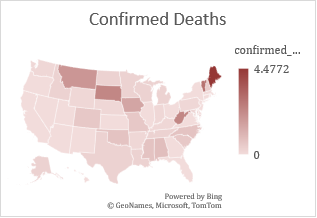 Confirmed Deaths
confirmed_...
4.4772
0
Powered by Bing
© GeoNames, Microsoft, TomTom